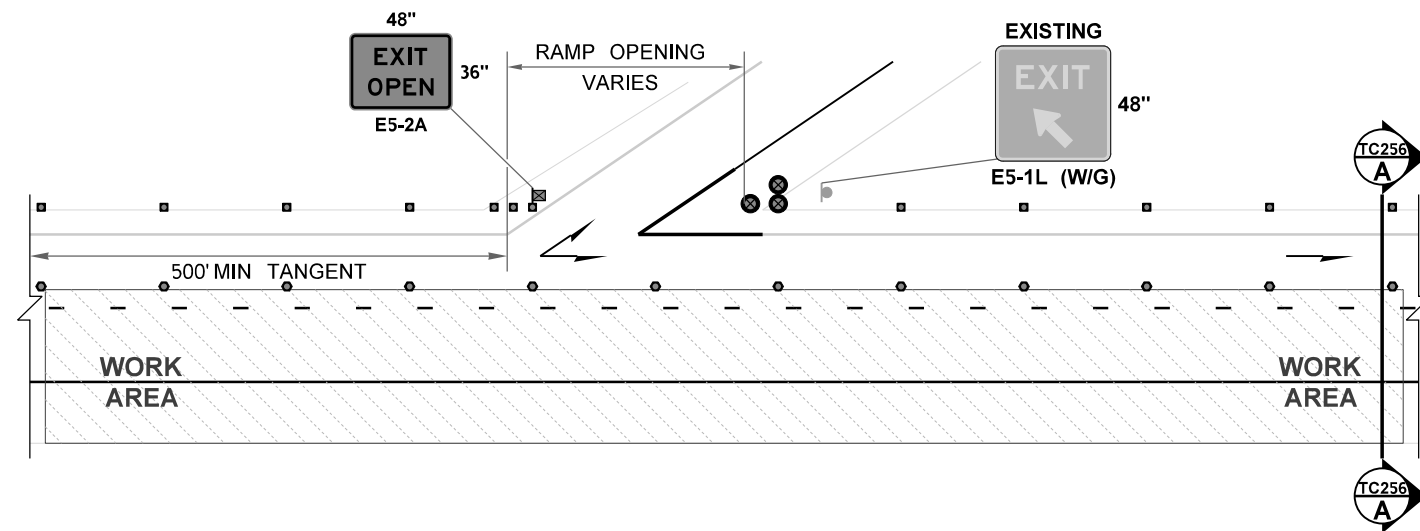 48"
EXIT
OPEN
36"
E5-2A
RAMP OPENING
VARIES
EXISTING
EXIT
48"
E5-1L (W/G)
TC256
A
500' MIN TANGENT
WORK
AREA
WORK
AREA
TC256
A